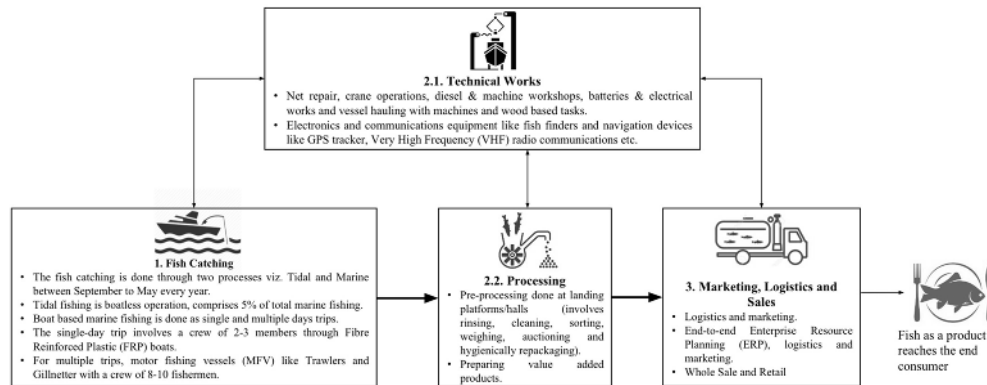 2.1. Technical Works
• Net repair, crane operations, diesel & machine workshops, batteries & electrical
works and vessel hauling with machines and wood based tasks.
• Electronics and communications equipment like fish finders and navigation devices
like GPS tracker, Very High Frequency (VHF) radio communications etc.
1. Fish Catching
• The fish catching is done through two processes viz. Tidal and Marine
between September to May every year.
• Tidal fishing is boatless operation, comprises 5% of total marine fishing.
• Boat based marine fishing is done as single and multiple days trips.
• The single-day trip involves a crew of 2-3 members through Fibre
Reinforced Plastic (FRP) boats.
• For multiple trips, motor fishing vessels (MFV) like Trawlers and
Gillnetter with a crew of 8-10 fishermen.
2.2. Processing
• Pre-processing done at landing
platforms/halls (involves
rinsing, cleaning, sorting,
weighing, auctioning and
hygienically repackaging).
• Preparing value added
products.
3. Marketing, Logistics and
Sales
• Logistics and marketing.
• End-to-end Enterprise Resource
Planning (ERP), logistics and
marketing.
• Whole Sale and Retail
Fish as a product
reaches the end
consumer